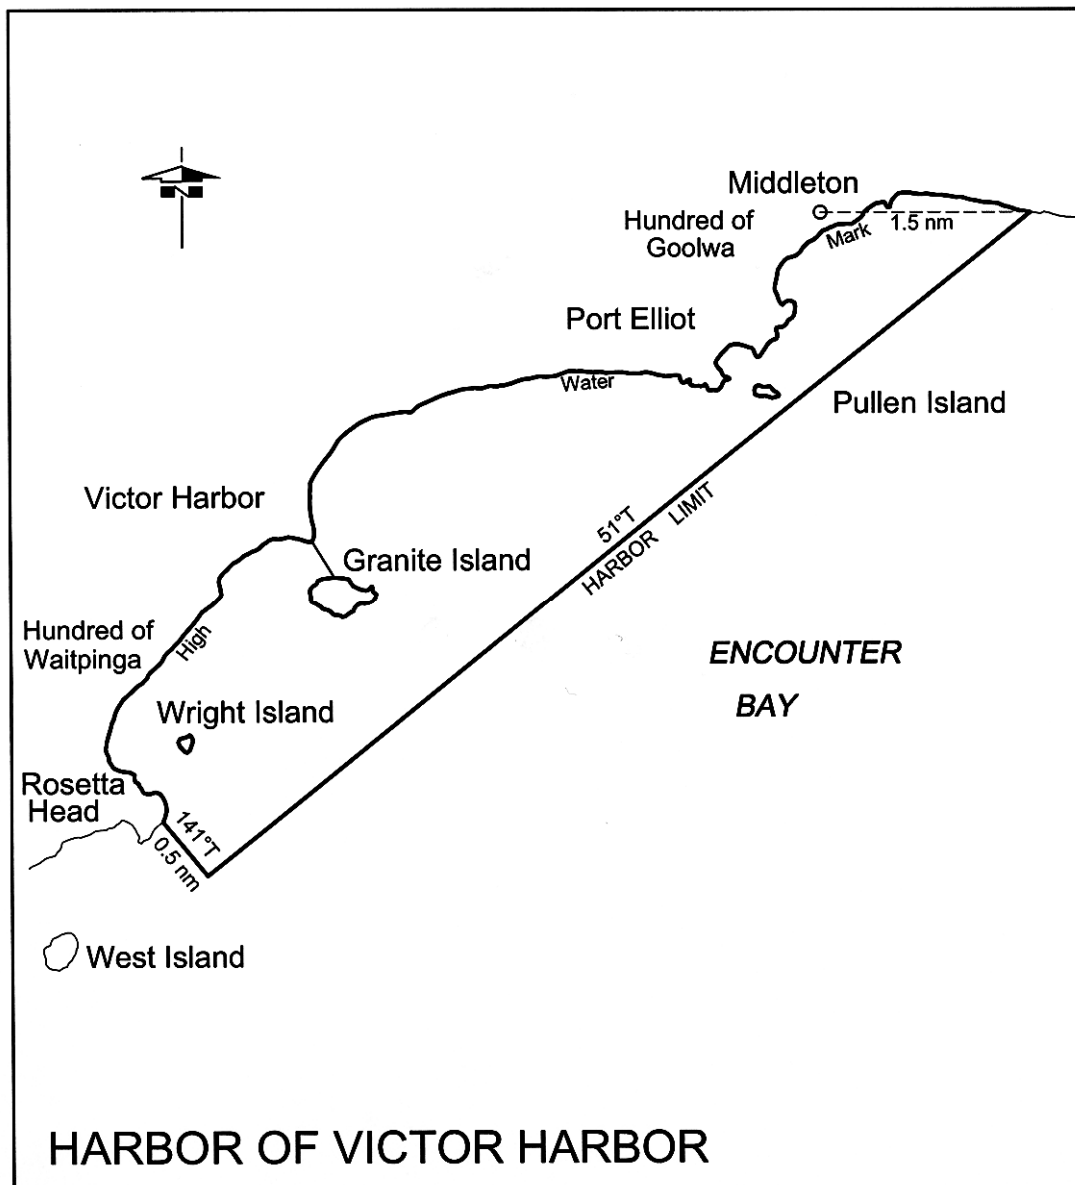 N
Middleton
Hundred of
Goolwa
Mark
1.5 nm
Port Elliot
Water
Pullen Island
Victor Harbor
51°T
HARBOR LIMIT
Granite Island
Hundred of
Waitpinga
High
ENCOUNTER
BAY
Wright Island
Rosetta
Head
141°T
0.5 nm
West Island
HARBOR OF VICTOR HARBOR